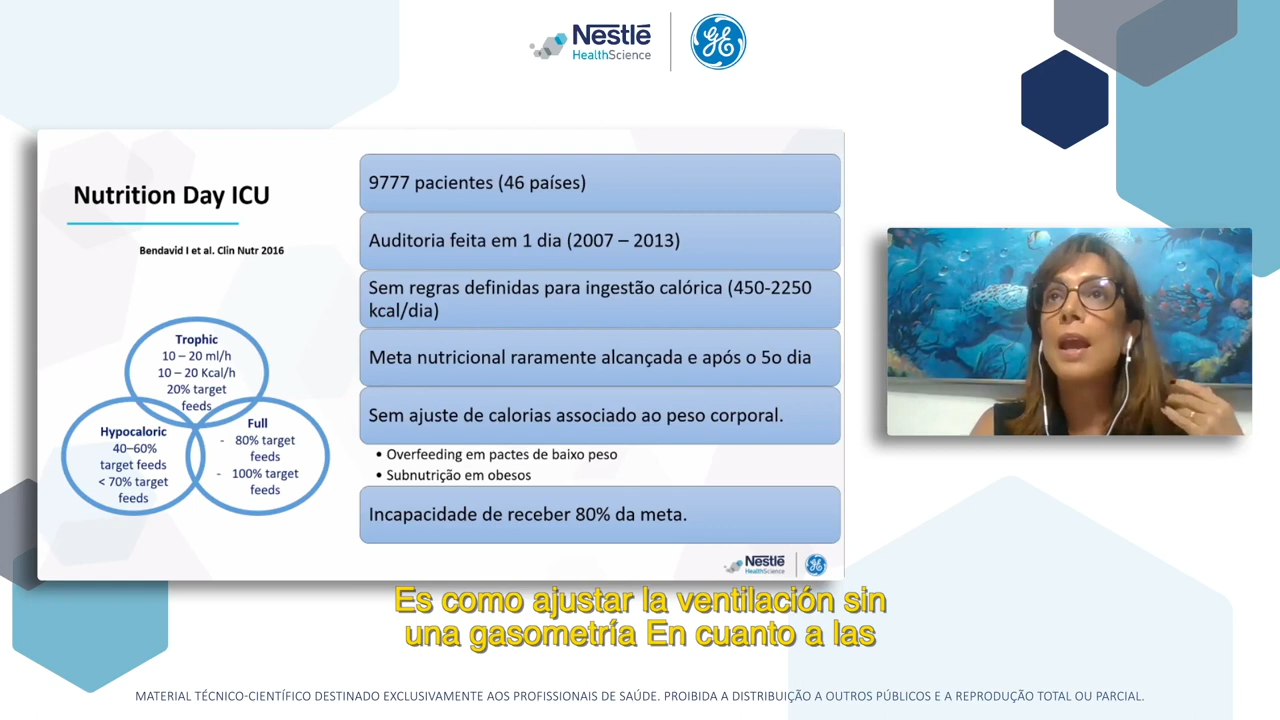 Nestlé
HealthScience
GE
Nutrition Day ICU
Bendavid I et al. Clin Nutr 2016
Trophic
10 – 20 ml/h
10 – 20 Kcal/h
20% target
feeds
Hypocaloric
40–60%
target feeds
< 70% target
feeds
Full
- 80% target
feeds
- 100% target
feeds
9777 pacientes (46 países)
Auditoria feita em 1 dia (2007 – 2013)
Sem regras definidas para ingestão calórica (450-2250
kcal/dia)
Meta nutricional raramente alcançada e após o 5o dia
Sem ajuste de calorias associado ao peso corporal.
• Overfeeding em pactes de baixo peso
• Subnutrição em obesos
Incapacidade de receber 80% da meta.
Nestlé
HealthScience
GE
Es como ajustar la ventilación sin
una gasometría En cuanto a las
MATERIAL TÉCNICO-CIENTÍFICO DESTINADO EXCLUSIVAMENTE AOS PROFISSIONAIS DE SAÚDE. PROIBIDA A DISTRIBUIÇÃO A OUTROS PÚBLICOS E A REPRODUÇÃO TOTAL OU PARCIAL.